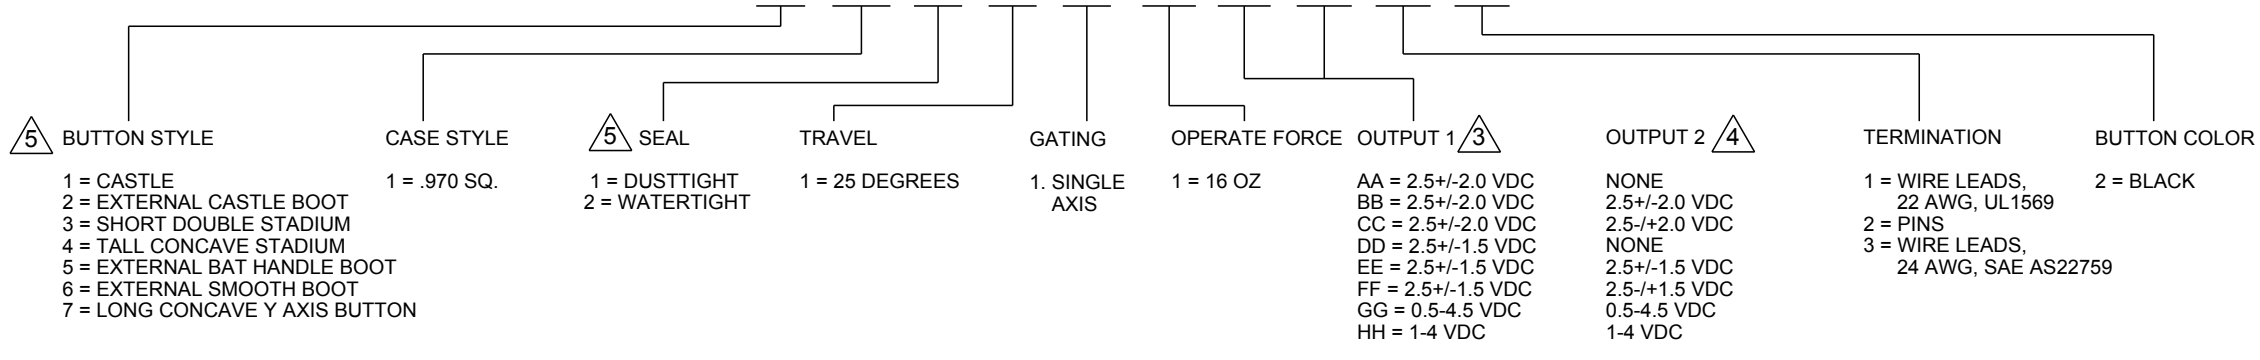 5 BUTTON STYLE CASE STYLE 5 SEAL TRAVEL GATING OPERATE FORCE OUTPUT 1 3 OUTPUT 2 4 TERMINATION BUTTON COLOR
1 = CASTLE
2 = EXTERNAL CASTLE BOOT
3 = SHORT DOUBLE STADIUM
4 = TALL CONCAVE STADIUM
5 = EXTERNAL BAT HANDLE BOOT
6 = EXTERNAL SMOOTH BOOT
7 = LONG CONCAVE Y AXIS BUTTON
1 = .970 SQ.
1 = DUSTTIGHT
2 = WATERTIGHT
1 = 25 DEGREES
1. SINGLE
AXIS
1 = 16 OZ
AA = 2.5+/-2.0 VDC NONE
BB = 2.5+/-2.0 VDC 2.5+/-2.0 VDC
CC = 2.5+/-2.0 VDC 2.5-/+2.0 VDC
DD = 2.5+/-1.5 VDC NONE
EE = 2.5+/-1.5 VDC 2.5+/-1.5 VDC
FF = 2.5+/-1.5 VDC 2.5-/+1.5 VDC
GG = 0.5-4.5 VDC 0.5-4.5 VDC
HH = 1-4 VDC 1-4 VDC
1 = WIRE LEADS,
22 AWG, UL1569
2 = PINS
3 = WIRE LEADS,
24 AWG, SAE AS22759
2 = BLACK